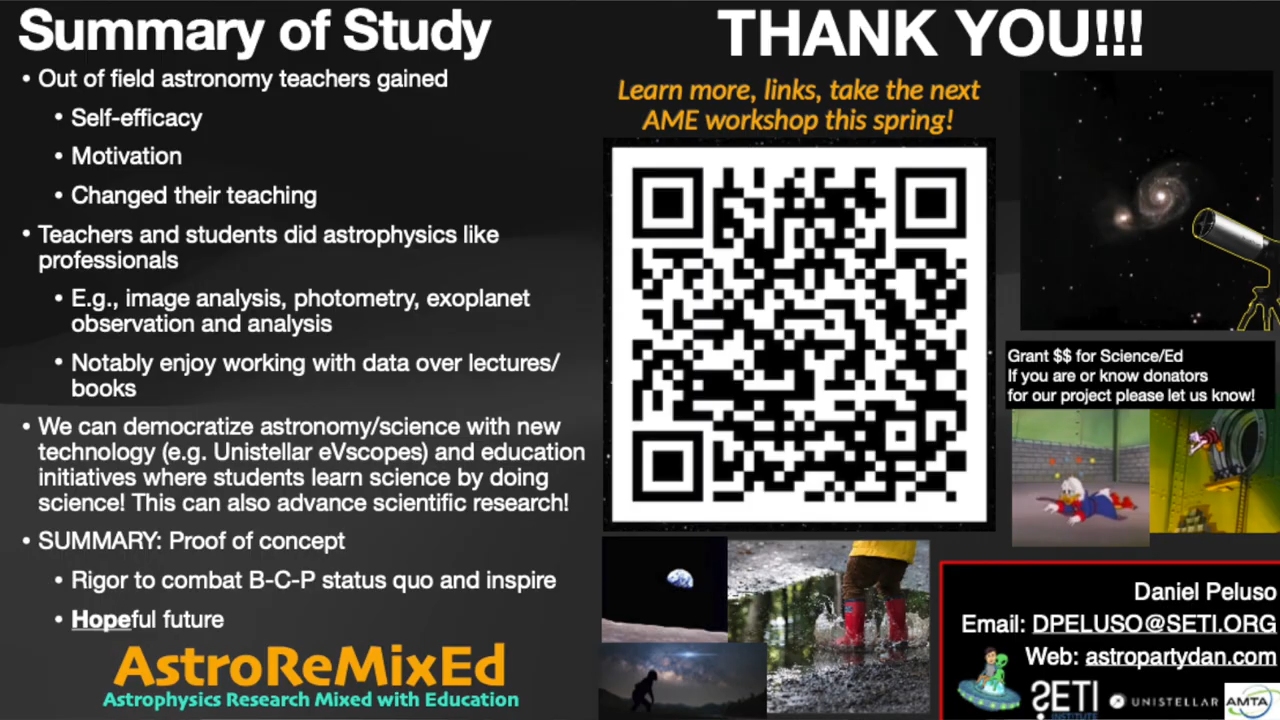 Summary of Study
• Out of field astronomy teachers gained
• Self-efficacy
• Motivation
• Changed their teaching
• Teachers and students did astrophysics like
professionals
• E.g., image analysis, photometry, exoplanet
observation and analysis
• Notably enjoy working with data over lectures/
books
• We can democratize astronomy/science with new
technology (e.g. Unistellar eVscopes) and education
initiatives where students learn science by doing
science! This can also advance scientific research!
• SUMMARY: Proof of concept
• Rigor to combat B-C-P status quo and inspire
• Hopeful future
AstroReMixEd
Astrophysics Research Mixed with Education
THANK YOU!!!
Learn more, links, take the next
AME workshop this spring!
Grant $$ for Science/Ed
If you are or know donators
for our project please let us know!
Daniel Peluso
Email: DPELUSO@SETI.ORG
Web: astropartydan.com
SETI
INSTITUTE
UNISTELLAR
AMTA